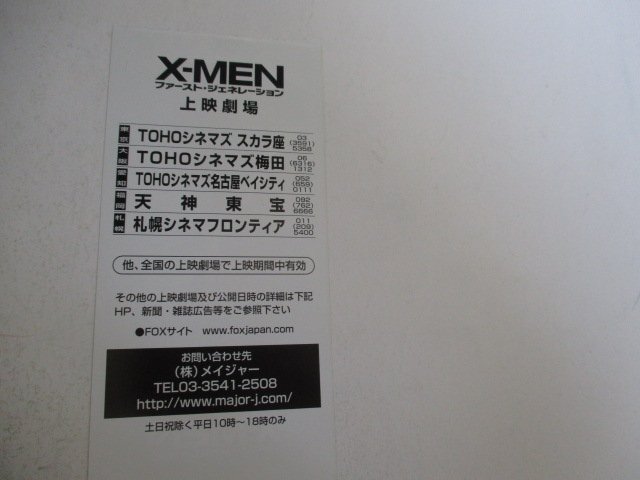 X-MEN
ファースト・ジェネレーション
上映劇場
東京 TOHOシネマズ スカラ座 03(3591)5358
大阪 TOHOシネマズ梅田 06(6316)1312
愛知 TOHOシネマズ名古屋ベイシティ 052(659)0111
福岡 天神東宝 092(762)6666
札幌 札幌シネマフロンティア 011(209)5400
他、全国の上映劇場で上映期間中有効
その他の上映劇場及び公開日時の詳細は下記
HP、新聞・雑誌広告等をご参照下さい
●FOXサイト www.foxjapan.com
お問い合わせ先
(株)メイジャー
TEL03-3541-2508
http://www.major-j.com/
土日祝除く平日10時〜18時のみ